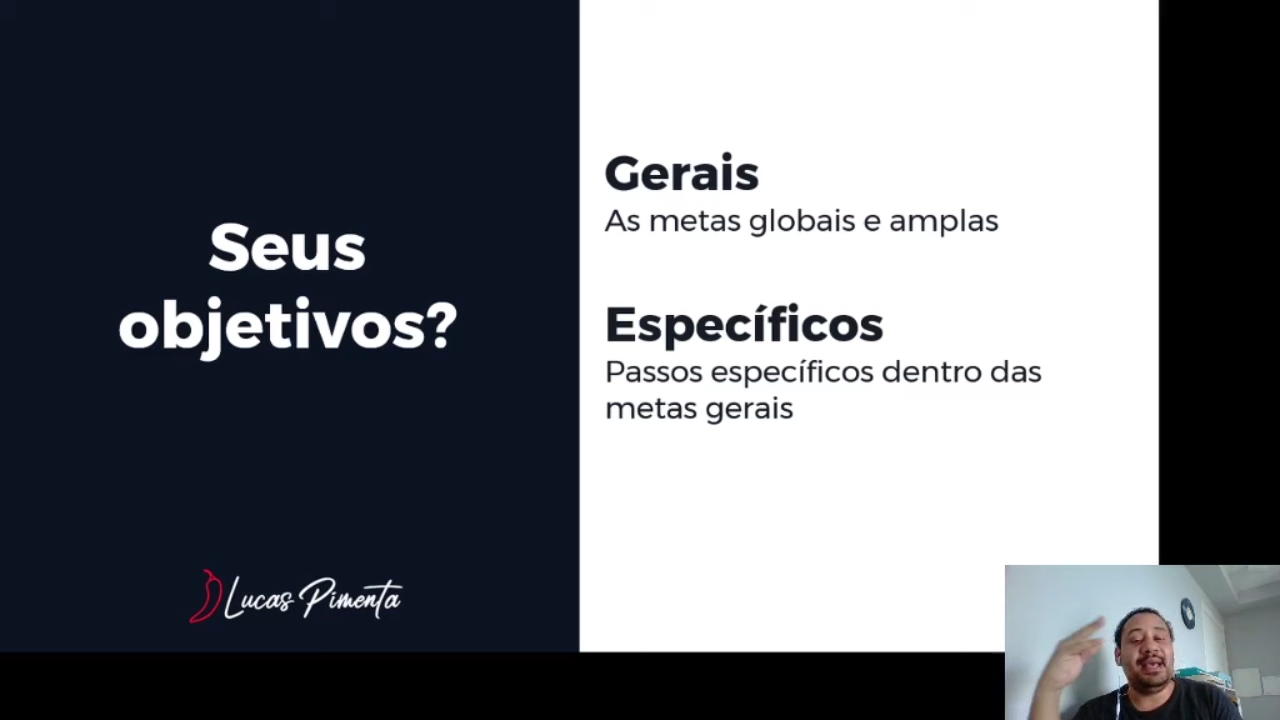 Seus
objetivos?
Gerais
As metas globais e amplas
Específicos
Passos específicos dentro das
metas gerais
Lucas Pimenta